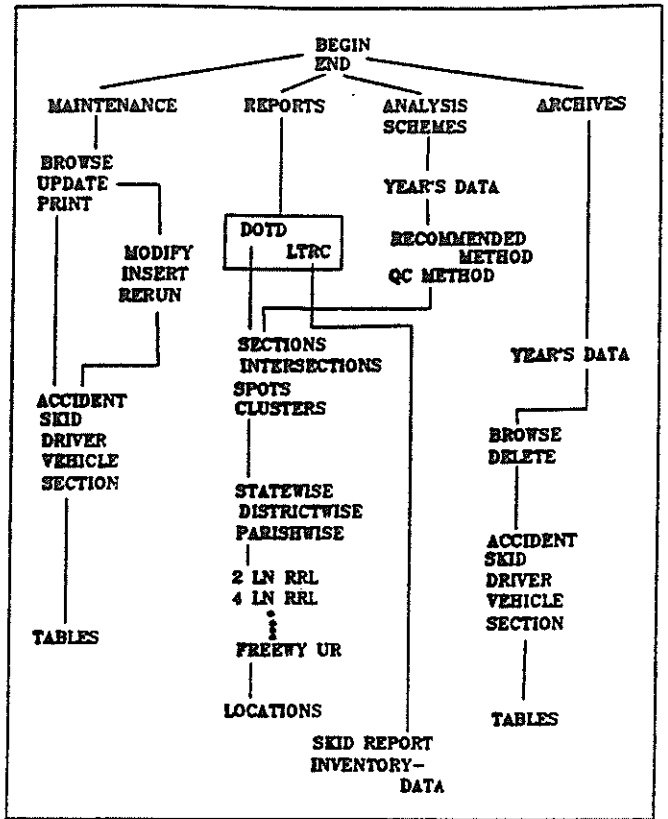 BEGIN
END
MAINTENANCE
REPORTS
ANALYSIS
SCHEMES
ARCHIVES
BROWSE
UPDATE
PRINT
MODIFY
INSERT
RERUN
ACCIDENT
SKID
DRIVER
VEHICLE
SECTION
TABLES
DOTD
LTRC
YEAR'S DATA
RECOMMENDED
METHOD
QC METHOD
SECTIONS
INTERSECTIONS
SPOTS
CLUSTERS
STATEWISE
DISTRICTWISE
PARISHWISE
2 LN RRL
4 LN RRL
FREEWY UR
LOCATIONS
SKID REPORT
INVENTORY-
DATA
YEAR'S DATA
BROWSE
DELETE
ACCIDENT
SKID
DRIVER
VEHICLE
SECTION
TABLES